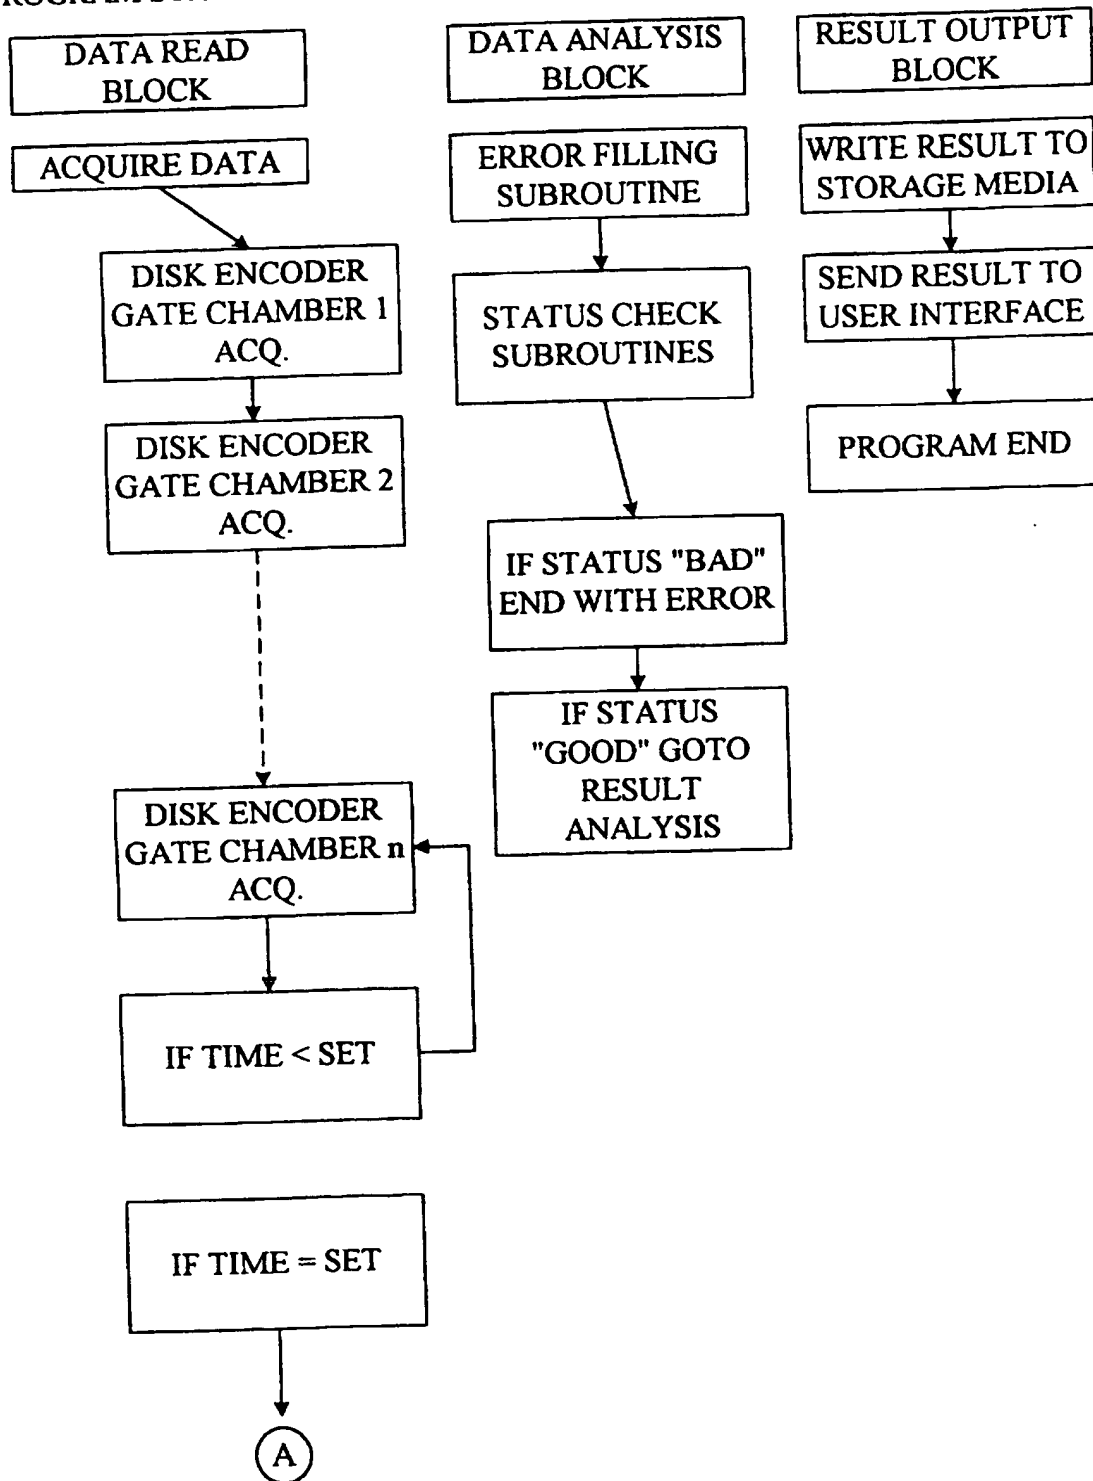 DATA READ
BLOCK
ACQUIRE DATA
DISK ENCODER
GATE CHAMBER 1
ACQ.
DISK ENCODER
GATE CHAMBER 2
ACQ.
DISK ENCODER
GATE CHAMBER n
ACQ.
IF TIME < SET
IF TIME = SET
A
DATA ANALYSIS
BLOCK
ERROR FILLING
SUBROUTINE
STATUS CHECK
SUBROUTINES
IF STATUS "BAD"
END WITH ERROR
IF STATUS
"GOOD" GOTO
RESULT
ANALYSIS
RESULT OUTPUT
BLOCK
WRITE RESULT TO
STORAGE MEDIA
SEND RESULT TO
USER INTERFACE
PROGRAM END